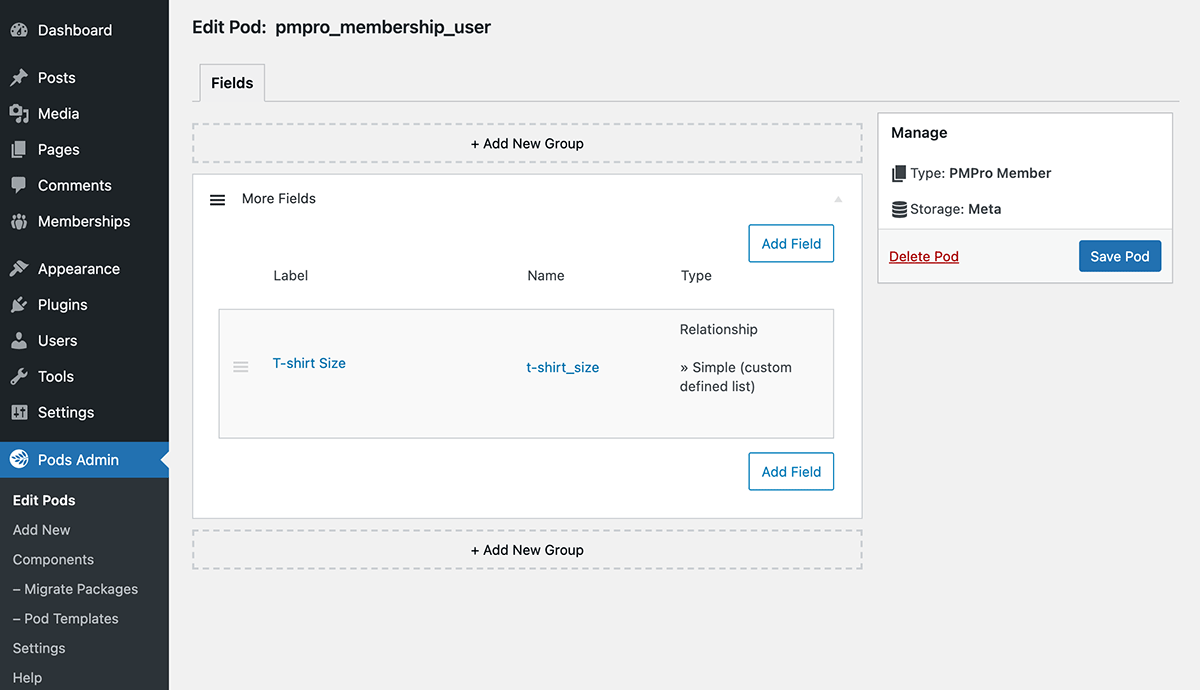 Dashboard
Posts
Media
Pages
Comments
Memberships
Appearance
Plugins
Users
Tools
Settings
Pods Admin
Edit Pods
Add New
Components
– Migrate Packages
– Pod Templates
Settings
Help
Edit Pod: pmpro_membership_user
Fields
+ Add New Group
More Fields
Add Field
Label Name Type
T-shirt Size
t-shirt_size
Relationship
» Simple (custom
defined list)
Add Field
+ Add New Group
Manage
Type: PMPro Member
Storage: Meta
Delete Pod
Save Pod